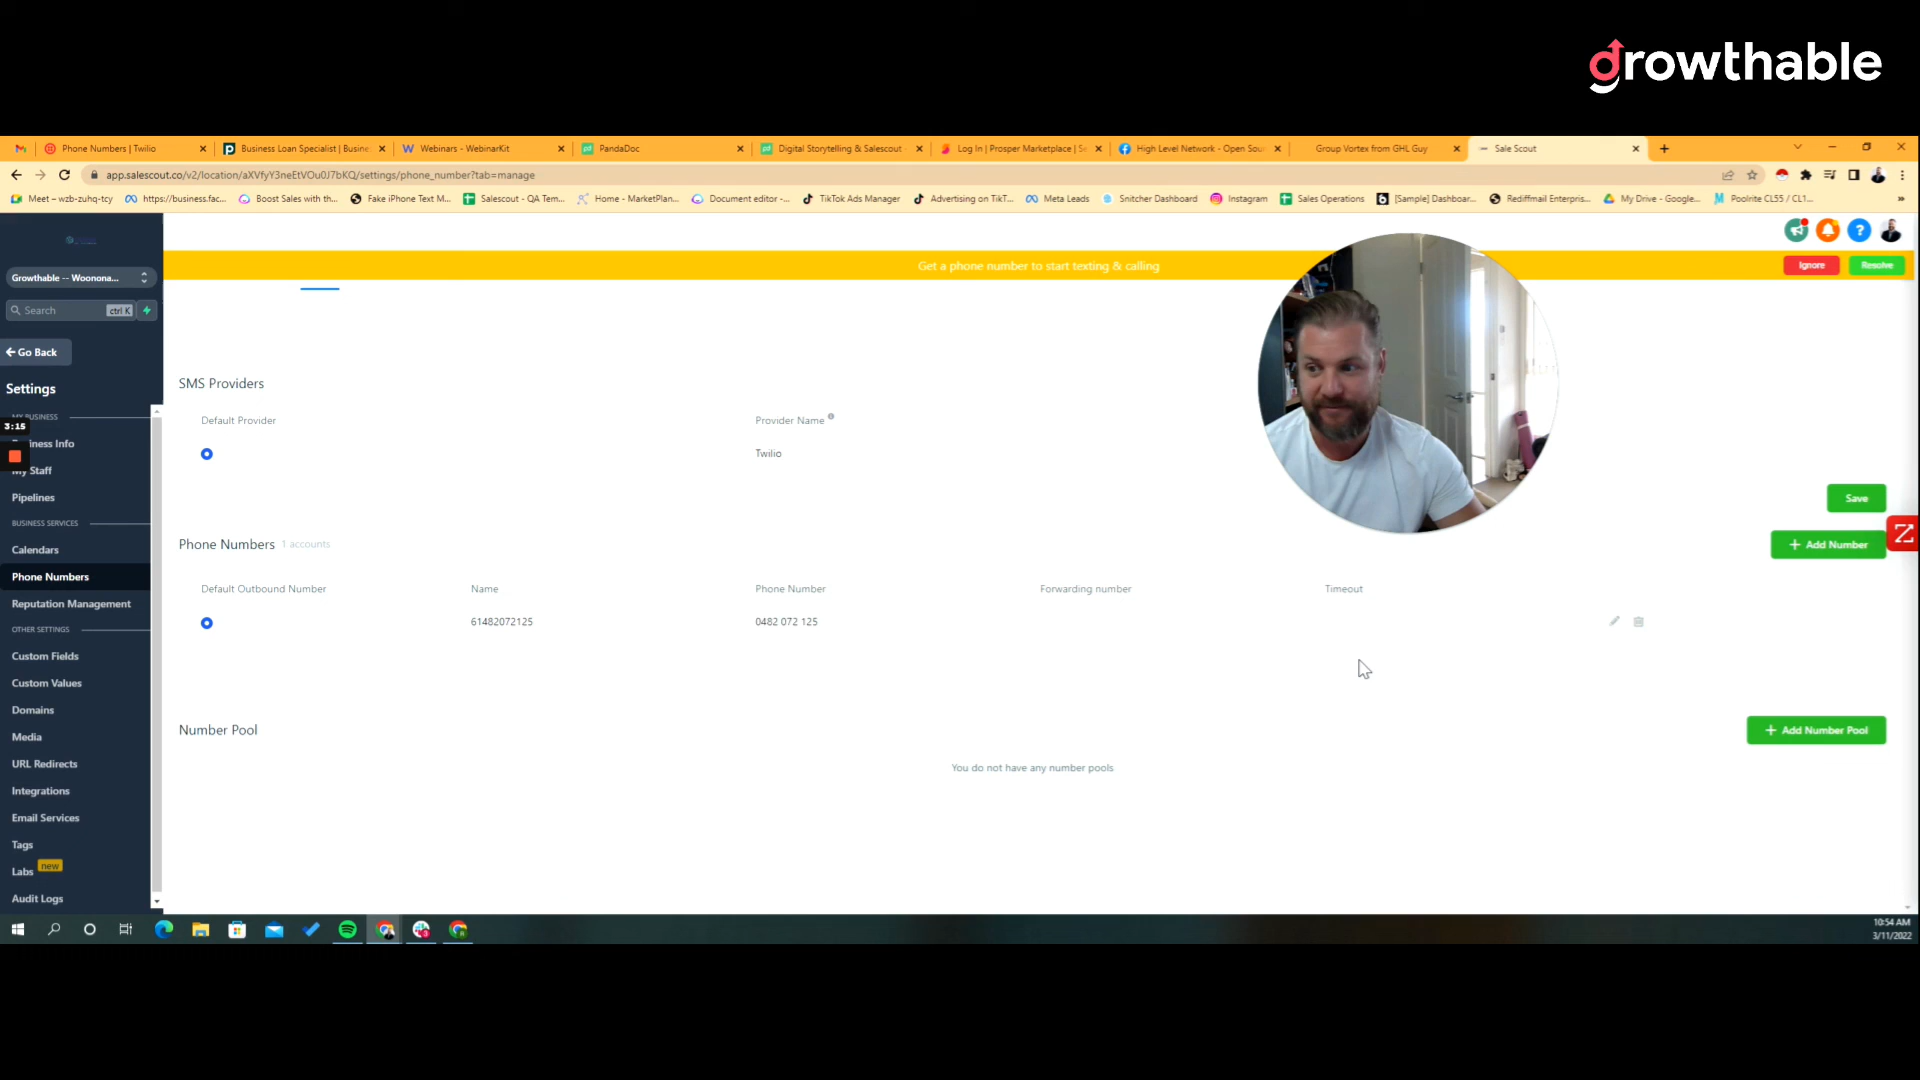 growthable
Phone Numbers | Twilio
Business Loan Specialist | Busine
Webinars - WebinarKit
PandaDoc
Digital Storytelling & Salescout -
Log In | Prosper Marketplace | Se
High Level Network - Open Sou
Group Vortex from GHL Guy
Sale Scout
app.salescout.co/v2/location/aXVfyY3neEtVOu0J7bKQ/settings/phone_number?tab=manage
Meet – wzb-zuhq-tcy
https://business.fac...
Boost Sales with th...
Fake iPhone Text M...
Salescout - QA Tem...
Home - MarketPlan...
Document editor -...
TikTok Ads Manager
Advertising on TikT...
Meta Leads
Snitcher Dashboard
Instagram
Sales Operations
[Sample] Dashboar...
Rediffmail Enterpris...
My Drive - Google...
Poolrite CL55 / CL1...
Get a phone number to start texting & calling
Ignore
Resolve
Growthable -- Woonona...
Search
ctrl K
Go Back
Settings
MY BUSINESS
3:15
Business Info
My Staff
Pipelines
BUSINESS SERVICES
Calendars
Phone Numbers
Reputation Management
OTHER SETTINGS
Custom Fields
Custom Values
Domains
Media
URL Redirects
Integrations
Email Services
Tags
Labs new
Audit Logs
SMS Providers
Default Provider
Provider Name
Twilio
Save
Phone Numbers 1 accounts
+ Add Number
Default Outbound Number
Name
Phone Number
Forwarding number
Timeout
61482072125
0482 072 125
Number Pool
+ Add Number Pool
You do not have any number pools
10:54 AM
3/11/2022